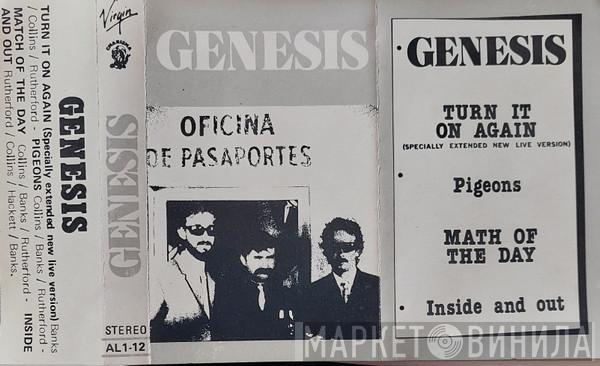 GENESIS
TURN IT ON AGAIN (Specially extended new live version) Banks
/ Collins / Rutherford - PIGEONS Collins / Banks / Rutherford -
MATCH OF THE DAY Collins / Banks / Rutherford - INSIDE
AND OUT Rutherford / Collins / Hackett / Banks.
Virgin
CHARISMA
GENESIS
STEREO
AL1-12
GENESIS
OFICINA
DE PASAPORTES
GENESIS
TURN IT
ON AGAIN
(SPECIALLY EXTENDED NEW LIVE VERSION)
Pigeons
MATH OF
THE DAY
Inside and out
МАРКЕТ ВИНИЛА